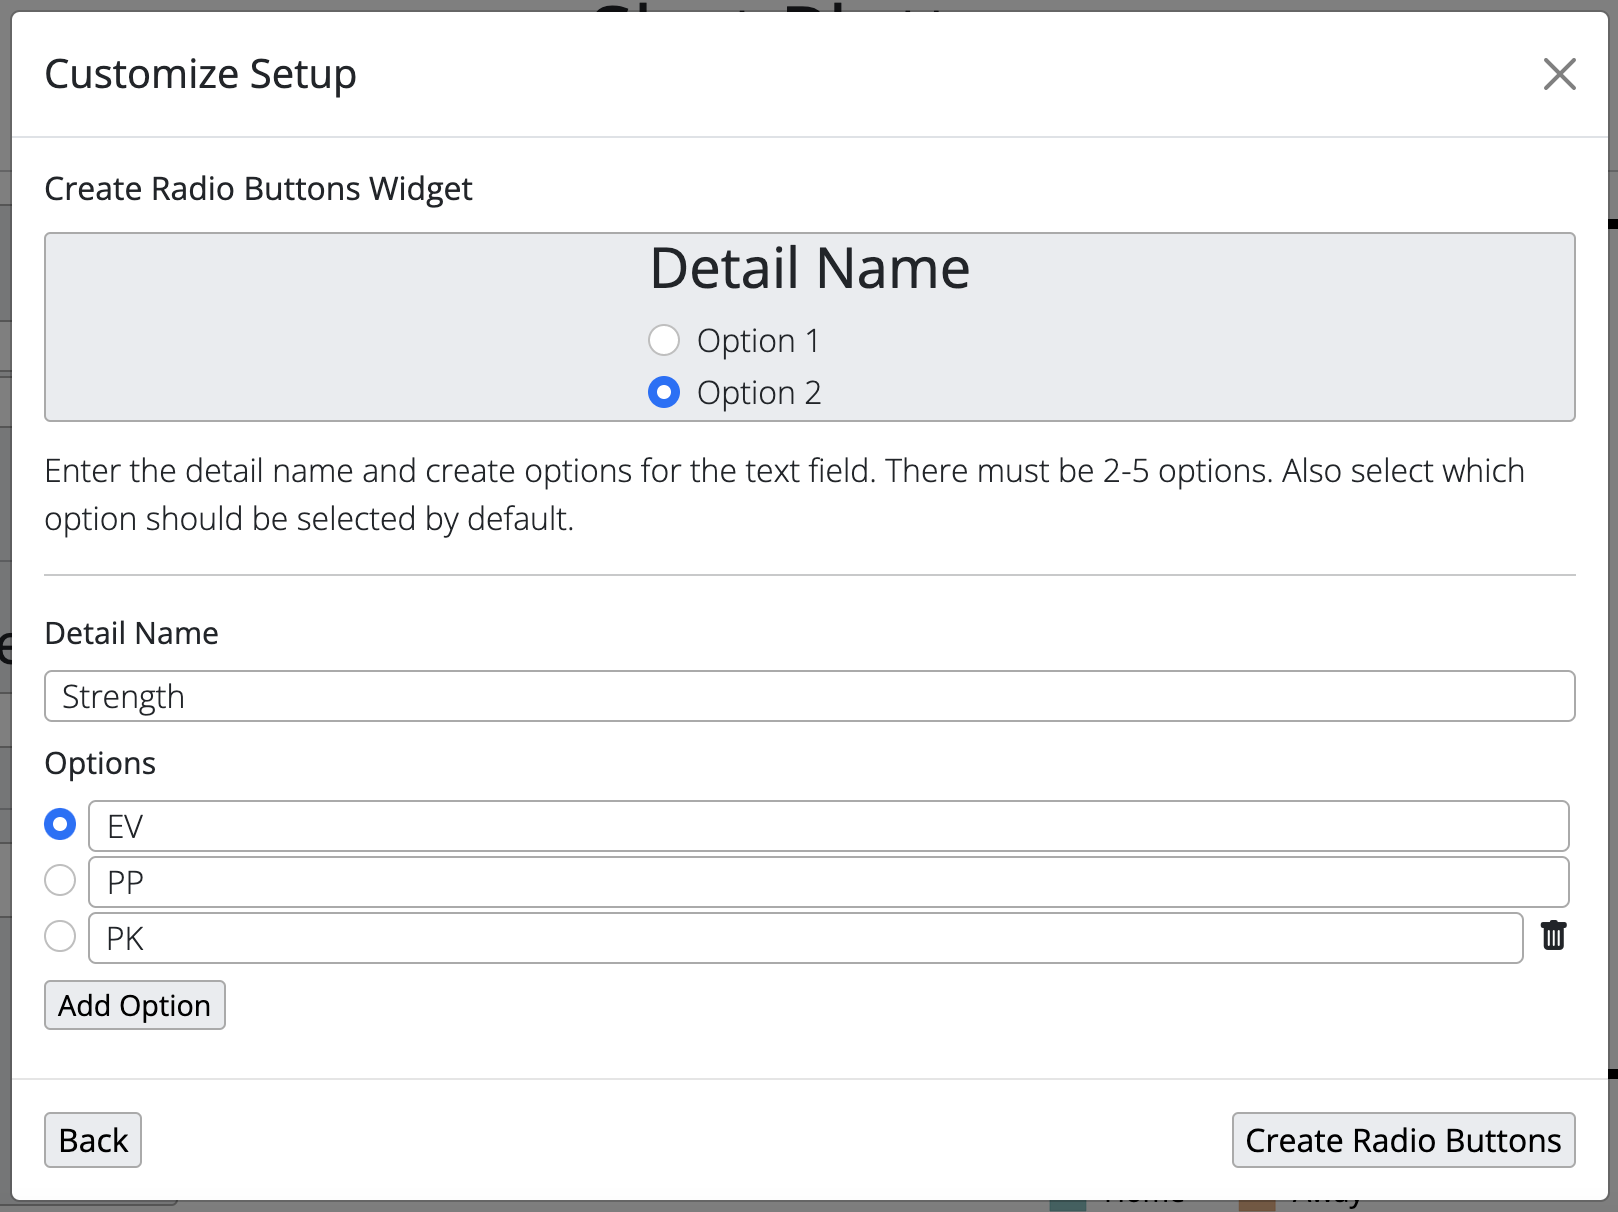 Customize Setup
Create Radio Buttons Widget
Detail Name
Option 1
Option 2
Enter the detail name and create options for the text field. There must be 2-5 options. Also select which
option should be selected by default.
Detail Name
Strength
Options
EV
PP
PK
Add Option
Back
Create Radio Buttons